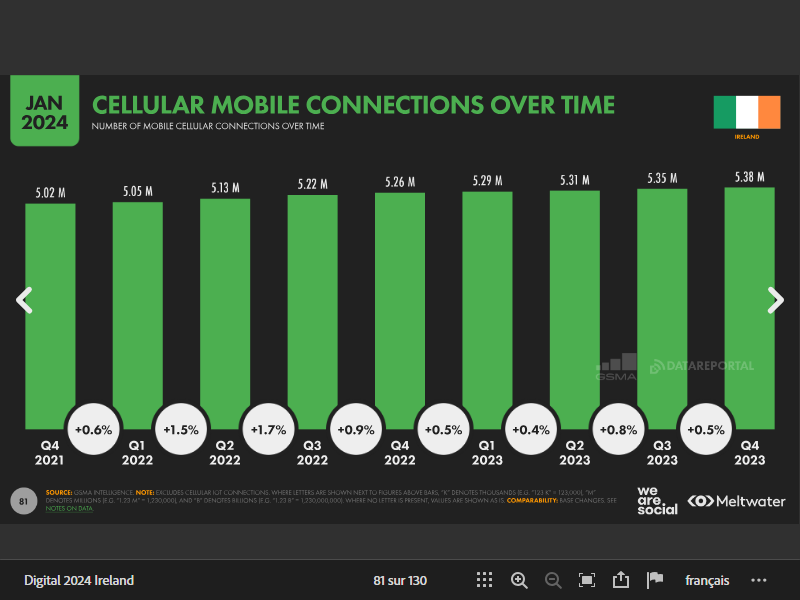 JAN
2024
CELLULAR MOBILE CONNECTIONS OVER TIME
NUMBER OF MOBILE CELLULAR CONNECTIONS OVER TIME
IRELAND
5.02 M
5.05 M
5.13 M
5.22 M
5.26 M
5.29 M
5.31 M
5.35 M
5.38 M
GSMA
DATAREPORTAL
+0.6%
+1.5%
+1.7%
+0.9%
+0.5%
+0.4%
+0.8%
+0.5%
Q4
2021
Q1
2022
Q2
2022
Q3
2022
Q4
2022
Q1
2023
Q2
2023
Q3
2023
Q4
2023
81
SOURCE: GSMA INTELLIGENCE. NOTE: EXCLUDES CELLULAR IOT CONNECTIONS. WHERE LETTERS ARE SHOWN NEXT TO FIGURES ABOVE BARS, "K" DENOTES THOUSANDS (E.G. "123 K" = 123,000), "M"
DENOTES MILLIONS (E.G. "1.23 M" = 1,230,000), AND "B" DENOTES BILLIONS (E.G. "1.23 B" = 1,230,000,000). WHERE NO LETTER IS PRESENT, VALUES ARE SHOWN AS IS. COMPARABILITY: BASE CHANGES. SEE
NOTES ON DATA.
we
are.
social
Meltwater
Digital 2024 Ireland
81 sur 130
français